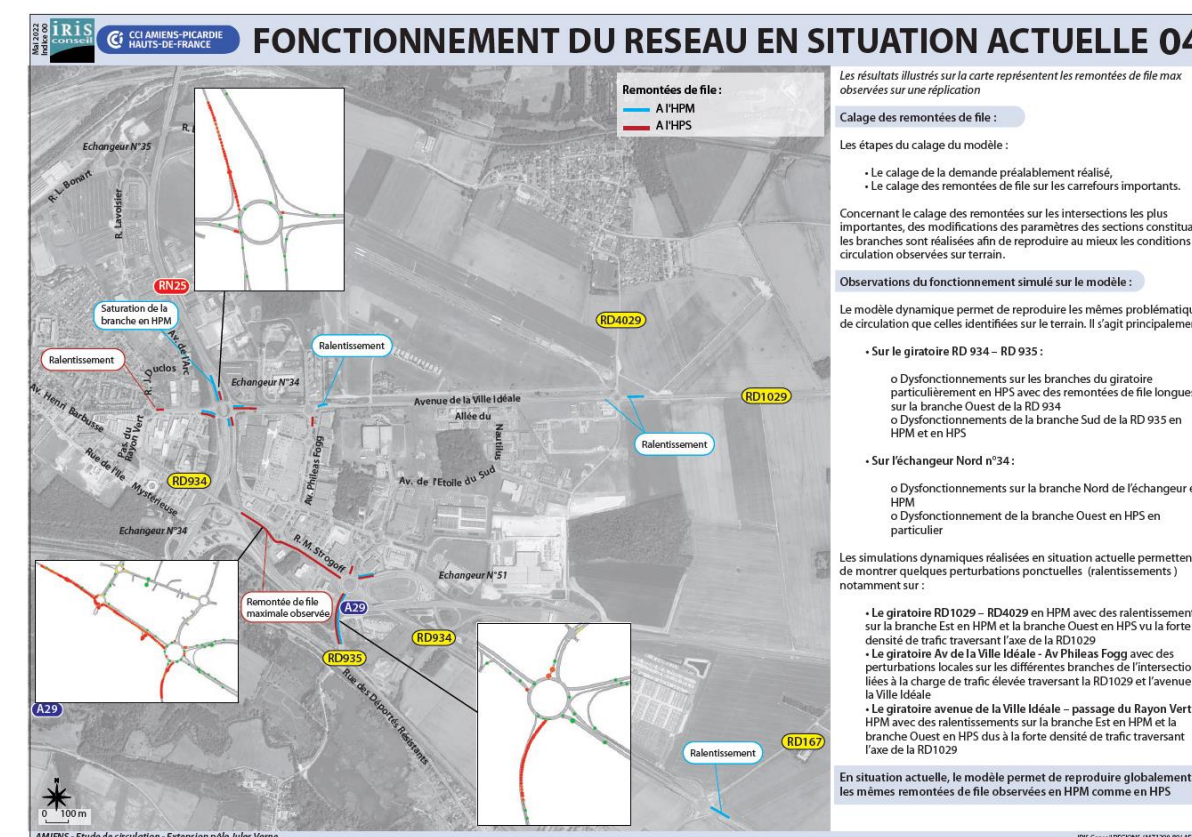 Mai 2022
Indice 00
iRiS
conseil
CCI AMIENS-PICARDIE
HAUTS-DE-FRANCE
FONCTIONNEMENT DU RESEAU EN SITUATION ACTUELLE 04
Remontées de file :
A l'HPM
A l'HPS
Echangeur N°35
R. L. Bonart
R. Lavoisier
RN25
Saturation de la
branche en HPM
Av. de l'Arc
Ralentissement
R. J. Duclos
Echangeur N°34
Ralentissement
RD4029
Avenue de la Ville Idéale
RD1029
Allée du
Nautilus
Ralentissement
Av. Henri Barbusse
Pas. du
Rayon Vert
Rue de l'Ile
Mystérieuse
RD934
Av. Phileas Fogg
Av. de l'Etoile du Sud
Echangeur N°34
R. M. Strogoff
Echangeur N°51
Remontée de file
maximale observée
A29
RD934
RD935
Rue des Déportés Résistants
A29
Ralentissement
RD167
N
0 100 m
AMIENS - Etude de circulation - Extension pôle Jules Verne
Les résultats illustrés sur la carte représentent les remontées de file max
observées sur une réplication
Calage des remontées de file :
Les étapes du calage du modèle :
• Le calage de la demande préalablement réalisé,
• Le calage des remontées de file sur les carrefours importants.
Concernant le calage des remontées sur les intersections les plus
importantes, des modifications des paramètres des sections constitua
les branches sont réalisées afin de reproduire au mieux les conditions
circulation observées sur terrain.
Observations du fonctionnement simulé sur le modèle :
Le modèle dynamique permet de reproduire les mêmes problématiqu
de circulation que celles identifiées sur le terrain. Il s'agit principaleme
• Sur le giratoire RD 934 – RD 935 :
o Dysfonctionnements sur les branches du giratoire
particulièrement en HPS avec des remontées de file longues
sur la branche Ouest de la RD 934
o Dysfonctionnements de la branche Sud de la RD 935 en
HPM et en HPS
• Sur l'échangeur Nord n°34 :
o Dysfonctionnements sur la branche Nord de l'échangeur e
HPM
o Dysfonctionnement de la branche Ouest en HPS en
particulier
Les simulations dynamiques réalisées en situation actuelle permetten
de montrer quelques perturbations ponctuelles (ralentissements )
notamment sur :
• Le giratoire RD1029 – RD4029 en HPM avec des ralentissement
sur la branche Est en HPM et la branche Ouest en HPS vu la forte
densité de trafic traversant l'axe de la RD1029
• Le giratoire Av de la Ville Idéale - Av Phileas Fogg avec des
perturbations locales sur les différentes branches de l'intersectio
liées à la charge de trafic élevée traversant la RD1029 et l'avenue
la Ville Idéale
• Le giratoire avenue de la Ville Idéale – passage du Rayon Vert
HPM avec des ralentissements sur la branche Est en HPM et la
branche Ouest en HPS dus à la forte densité de trafic traversant
l'axe de la RD1029
En situation actuelle, le modèle permet de reproduire globalement
les mêmes remontées de file observées en HPM comme en HPS